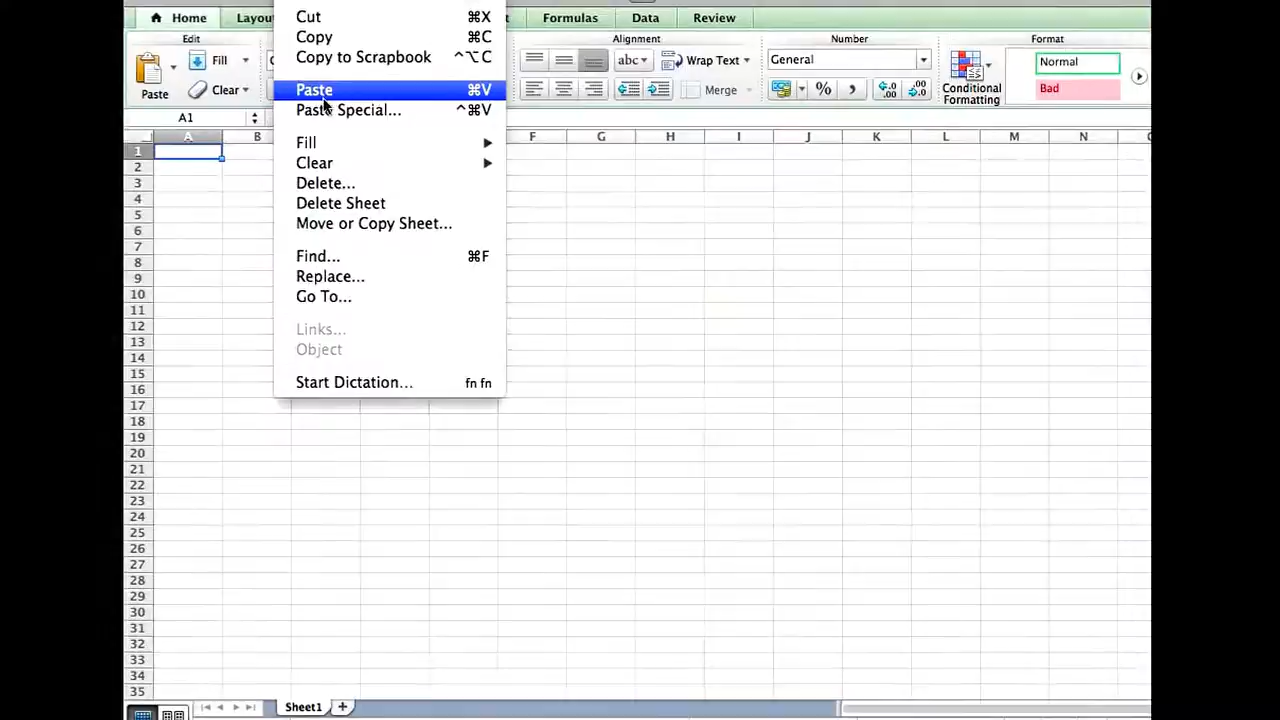 Home Layou Formulas Data Review
Edit Alignment Number Format
Fill abc Wrap Text General Normal
Paste Clear Merge % , .0 .00 Conditional Formatting Bad
A1
Cut ⌘X
Copy ⌘C
Copy to Scrapbook ^⌥C
Paste ⌘V
Paste Special... ^⌘V
Fill
Clear
Delete...
Delete Sheet
Move or Copy Sheet...
Find... ⌘F
Replace...
Go To...
Links...
Object
Start Dictation... fn fn
A B F G H I J K L M N
1
2
3
4
5
6
7
8
9
10
11
12
13
14
15
16
17
18
19
20
21
22
23
24
25
26
27
28
29
30
31
32
33
34
35
Sheet1